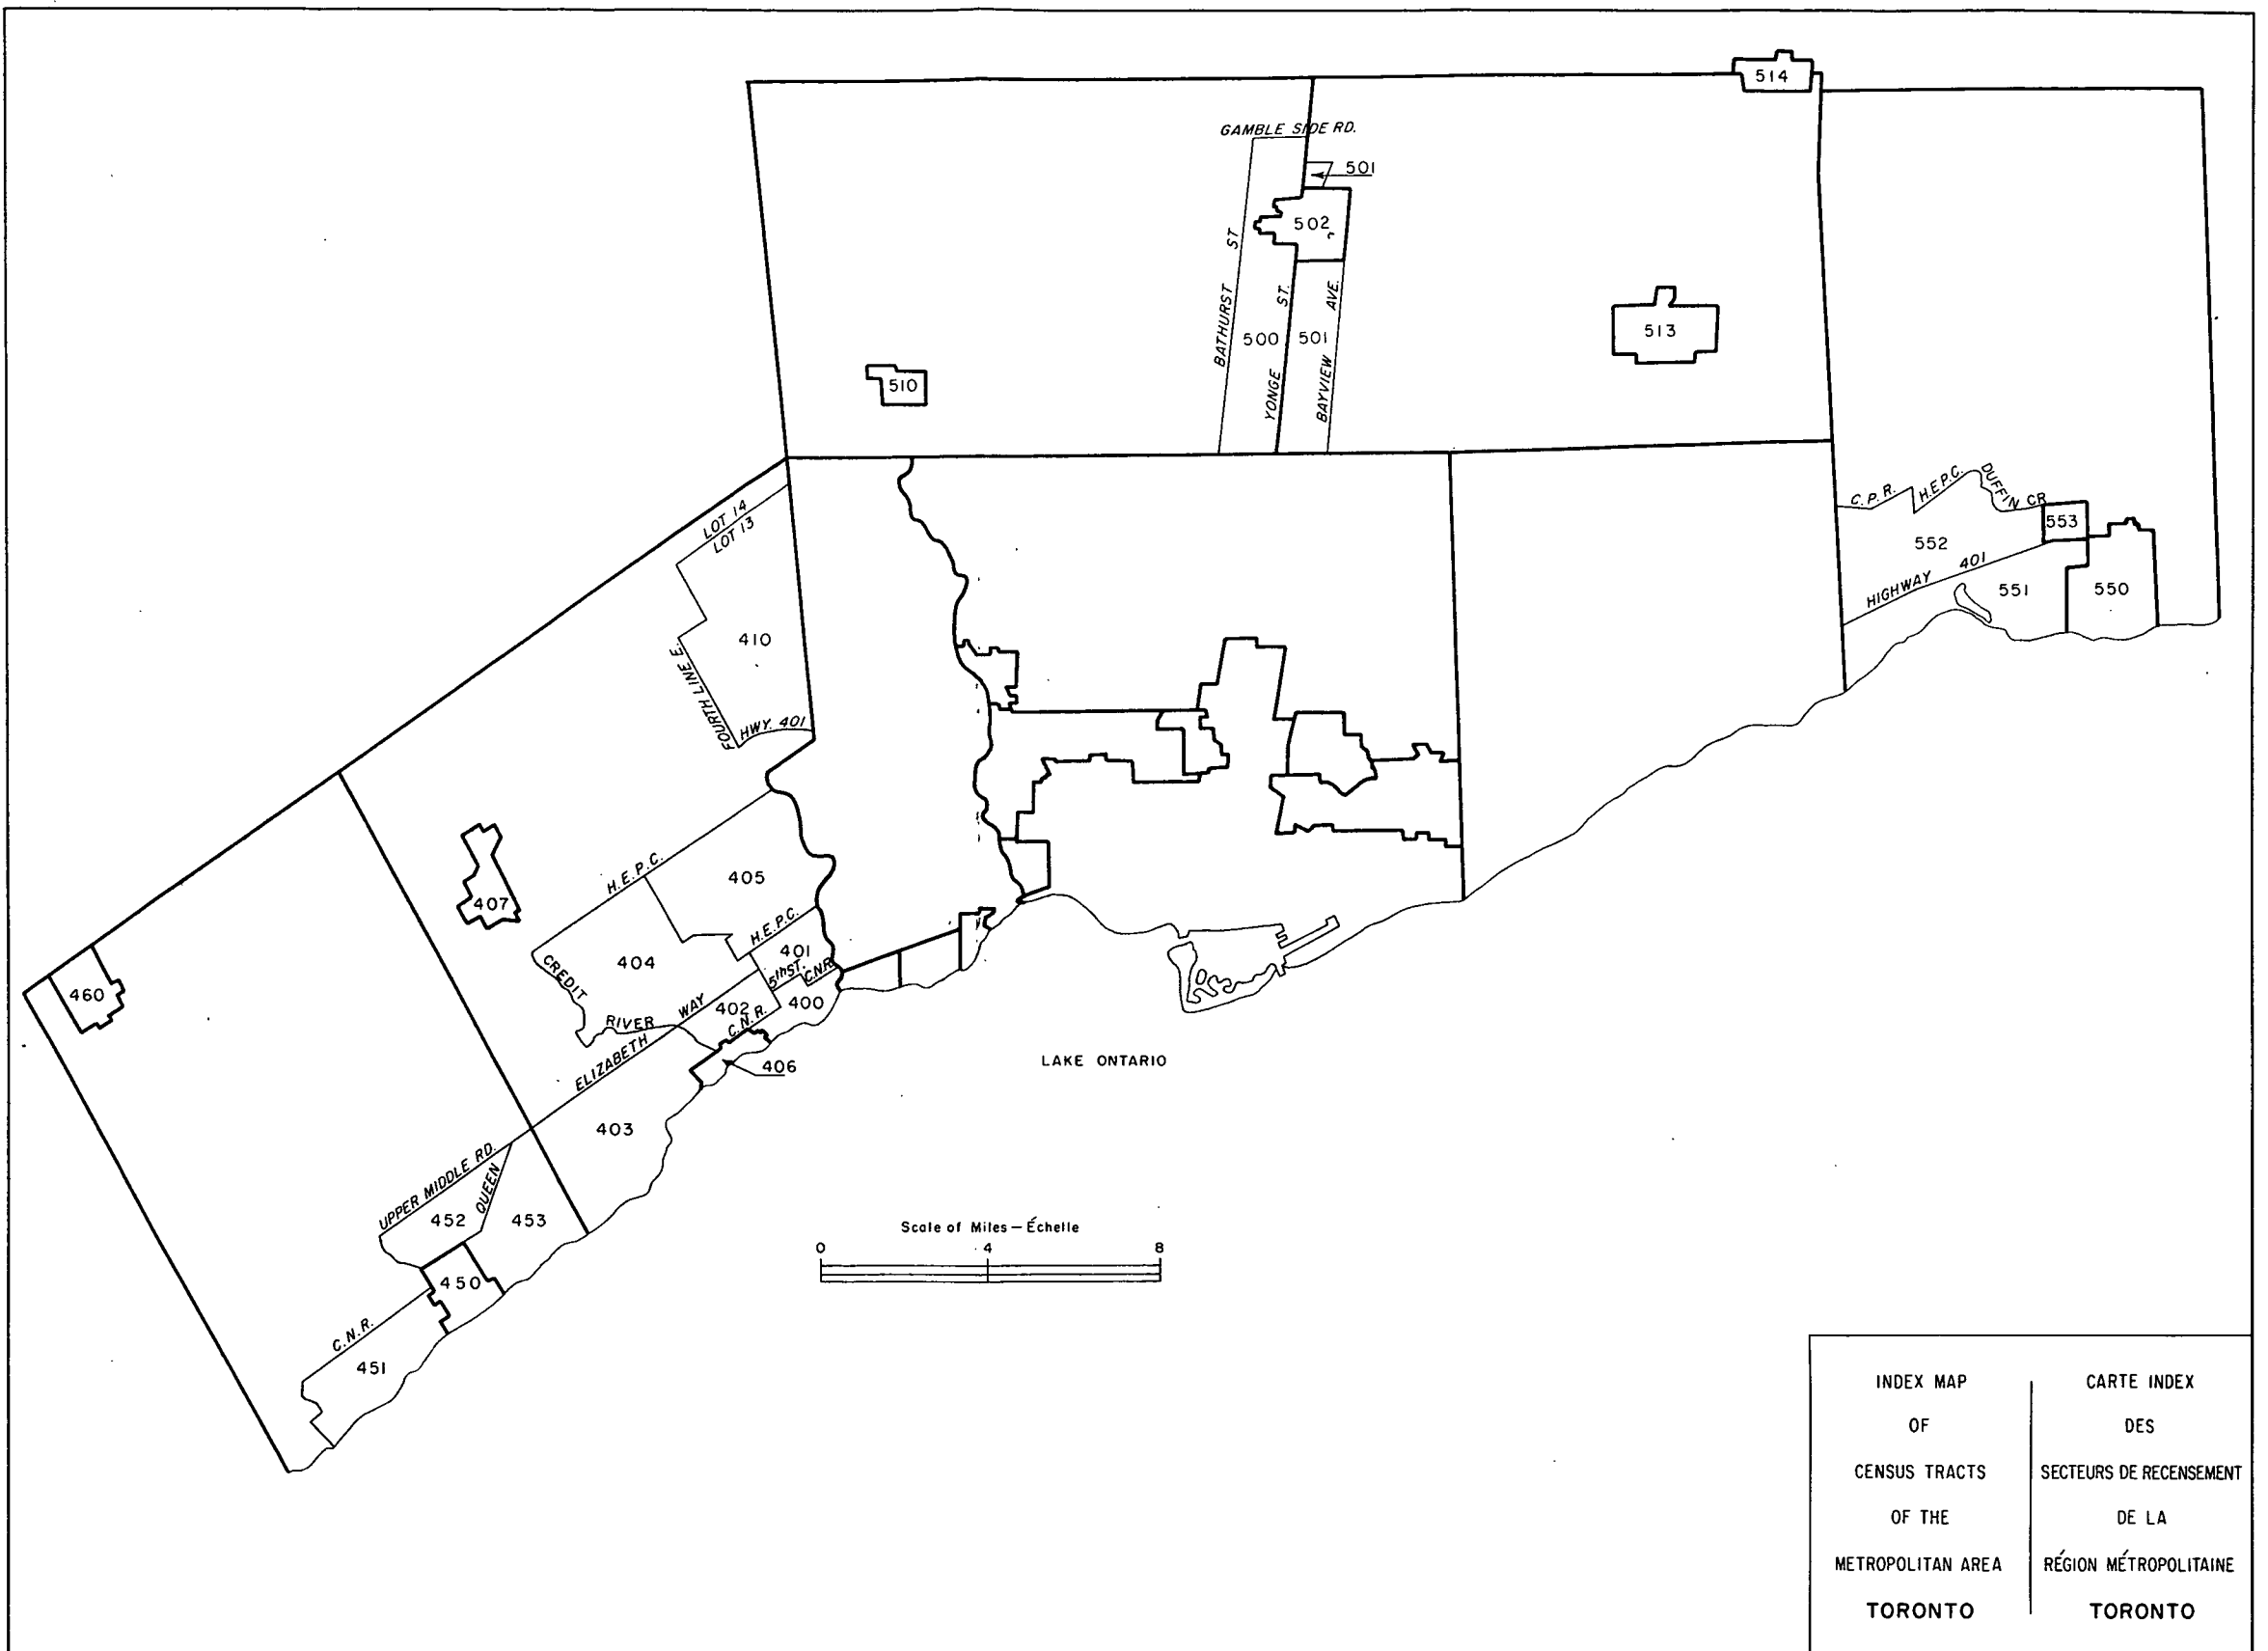 514
GAMBLE SIDE RD.
501
502
BATHURST ST
500
YONGE ST.
501
BAYVIEW AVE.
513
510
LOT 14
LOT 13
410
FOURTH LINE E.
HWY. 401
C.P.R.
H.E.P.C.
DUFFIN CR
553
552
HIGHWAY 401
551
550
H.E.P.C.
405
407
H.E.P.C.
401
404
5th ST.
C.N.R.
CREDIT RIVER
402
400
C.N.R.
460
ELIZABETH WAY
406
LAKE ONTARIO
403
UPPER MIDDLE RD.
QUEEN
452
453
450
C.N.R.
451
Scale of Miles — Échelle
0 4 8
INDEX MAP
OF
CENSUS TRACTS
OF THE
METROPOLITAN AREA
TORONTO
CARTE INDEX
DES
SECTEURS DE RECENSEMENT
DE LA
RÉGION MÉTROPOLITAINE
TORONTO